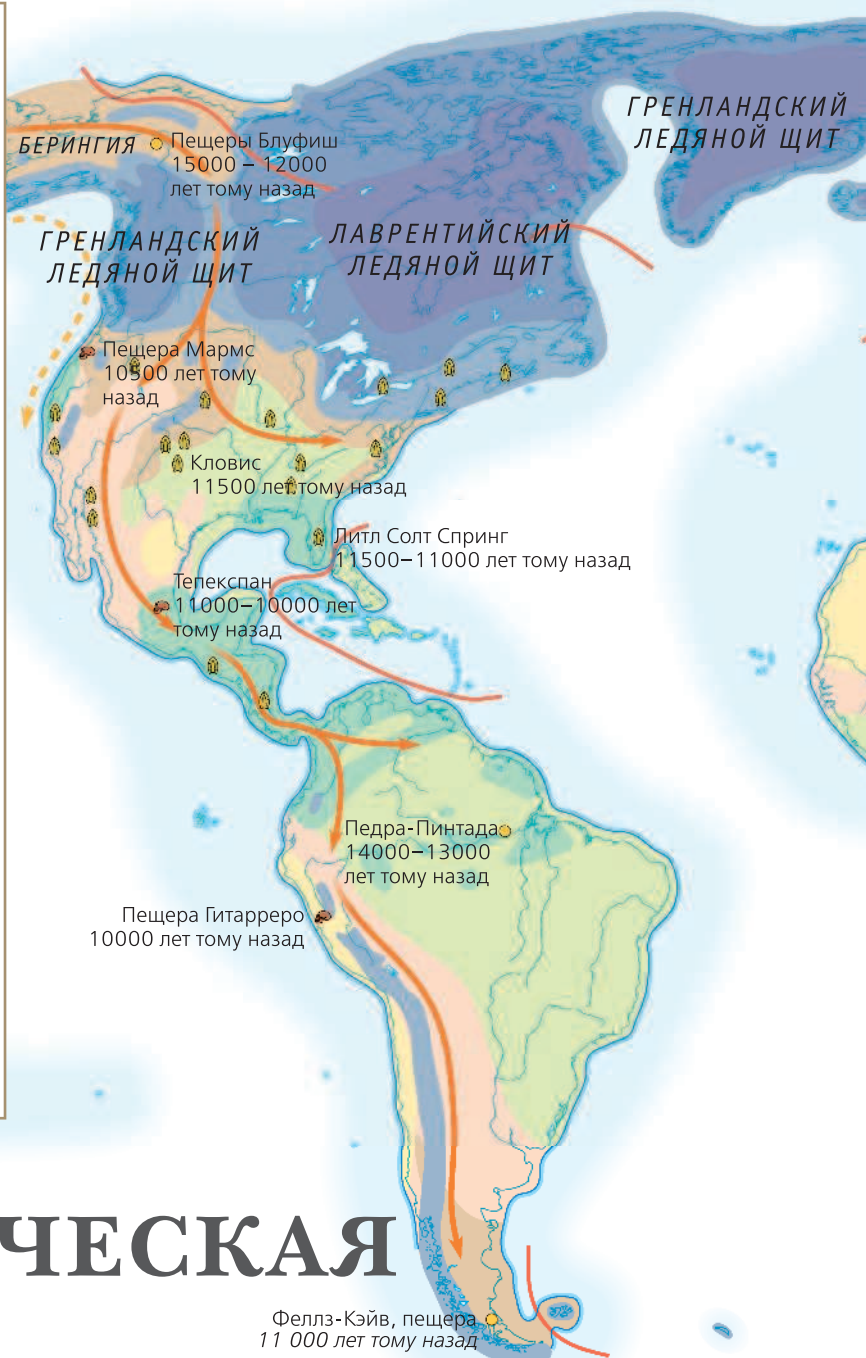 ГРЕНЛАНДСКИЙ
ЛЕДЯНОЙ ЩИТ
БЕРИНГИЯ
Пещеры Блуфиш
15000 – 12000
лет тому назад
ГРЕНЛАНДСКИЙ
ЛЕДЯНОЙ ЩИТ
ЛАВРЕНТИЙСКИЙ
ЛЕДЯНОЙ ЩИТ
Пещера Мармс
10500 лет тому
назад
Кловис
11500 лет тому назад
Литл Солт Спринг
11500–11000 лет тому назад
Тепекспан
11000–10000 лет
тому назад
Педра-Пинтада
14000–13000
лет тому назад
Пещера Гитарреро
10000 лет тому назад
ЧЕСКАЯ
Феллз-Кэйв, пещера
11 000 лет тому назад